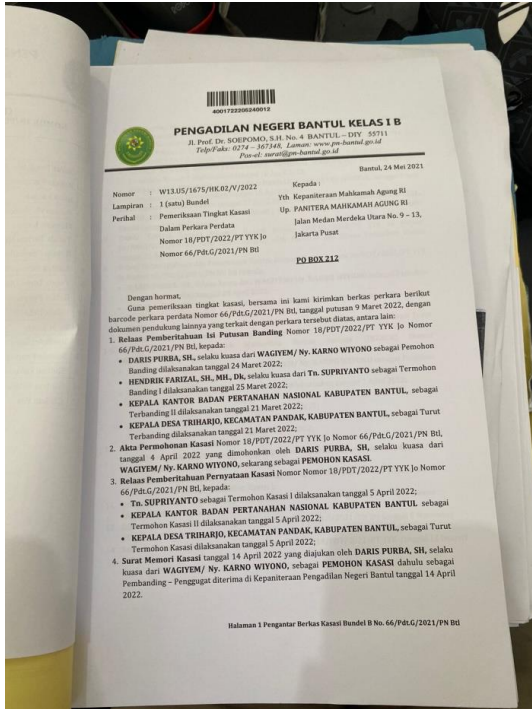 4001722206240012
PENGADILAN NEGERI BANTUL KELAS I B
Jl. Prof. Dr. SOEPOMO, S.H. No. 4 BANTUL – DIY 55711
Telp/Faks: 0274 – 367348, Laman: www.pn-bantul.go.id
Pos-el: surat@pn-bantul.go.id
Bantul, 24 Mei 2021
Nomor : W13.U5/1675/HK.02/V/2022
Lampiran : 1 (satu) Bundel
Perihal : Pemeriksaan Tingkat Kasasi
Dalam Perkara Perdata
Nomor 18/PDT/2022/PT YYK Jo
Nomor 66/Pdt.G/2021/PN Btl
Kepada :
Yth Kepaniteraan Mahkamah Agung RI
Up. PANITERA MAHKAMAH AGUNG RI
Jalan Medan Merdeka Utara No. 9 – 13,
Jakarta Pusat
PO BOX 212
Dengan hormat,
Guna pemeriksaan tingkat kasasi, bersama ini kami kirimkan berkas perkara berikut
barcode perkara perdata Nomor 66/Pdt.G/2021/PN Btl, tanggal putusan 9 Maret 2022, dengan
dokumen pendukung lainnya yang terkait dengan perkara tersebut diatas, antara lain:
1. Relaas Pemberitahuan Isi Putusan Banding Nomor 18/PDT/2022/PT YYK Jo Nomor
66/Pdt.G/2021/PN Btl, kepada:
• DARIS PURBA, SH., selaku kuasa dari WAGIYEM/ Ny. KARNO WIYONO sebagai Pemohon
Banding dilaksanakan tanggal 24 Maret 2022;
• HENDRIK FARIZAL, SH., MH., Dk, selaku kuasa dari Tn. SUPRIYANTO sebagai Termohon
Banding I dilaksanakan tanggal 25 Maret 2022;
• KEPALA KANTOR BADAN PERTANAHAN NASIONAL KABUPATEN BANTUL, sebagai
Terbanding II dilaksanakan tanggal 21 Maret 2022;
• KEPALA DESA TRIHARJO, KECAMATAN PANDAK, KABUPATEN BANTUL, sebagai Turut
Terbanding dilaksanakan tanggal 21 Maret 2022;
2. Akta Permohonan Kasasi Nomor 18/PDT/2022/PT YYK Jo Nomor 66/Pdt.G/2021/PN Btl,
tanggal 4 April 2022 yang dimohonkan oleh DARIS PURBA, SH, selaku kuasa dari
WAGIYEM/ Ny. KARNO WIYONO, sekarang sebagai PEMOHON KASASI.
3. Relaas Pemberitahuan Pernyataan Kasasi Nomor Nomor 18/PDT/2022/PT YYK Jo Nomor
66/Pdt.G/2021/PN Btl, kepada:
• Tn. SUPRIYANTO sebagai Termohon Kasasi I dilaksanakan tanggal 5 April 2022;
• KEPALA KANTOR BADAN PERTANAHAN NASIONAL KABUPATEN BANTUL sebagai
Termohon Kasasi II dilaksanakan tanggal 5 April 2022;
• KEPALA DESA TRIHARJO, KECAMATAN PANDAK, KABUPATEN BANTUL, sebagai Turut
Termohon Kasasi dilaksanakan tanggal 5 April 2022;
4. Surat Memori Kasasi tanggal 14 April 2022 yang diajukan oleh DARIS PURBA, SH, selaku
kuasa dari WAGIYEM/ Ny. KARNO WIYONO, sebagai PEMOHON KASASI dahulu sebagai
Pembanding – Penggugat diterima di Kepaniteraan Pengadilan Negeri Bantul tanggal 14 April
2022.
Halaman 1 Pengantar Berkas Kasasi Bundel B No. 66/Pdt.G/2021/PN Btl